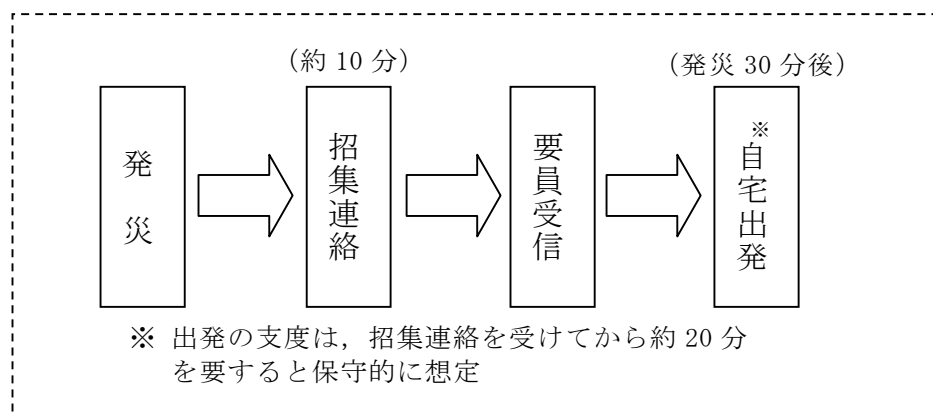 (約 10 分)
(発災 30 分後)
発災
招集連絡
要員受信
※自宅出発
※ 出発の支度は，招集連絡を受けてから約 20 分
を要すると保守的に想定